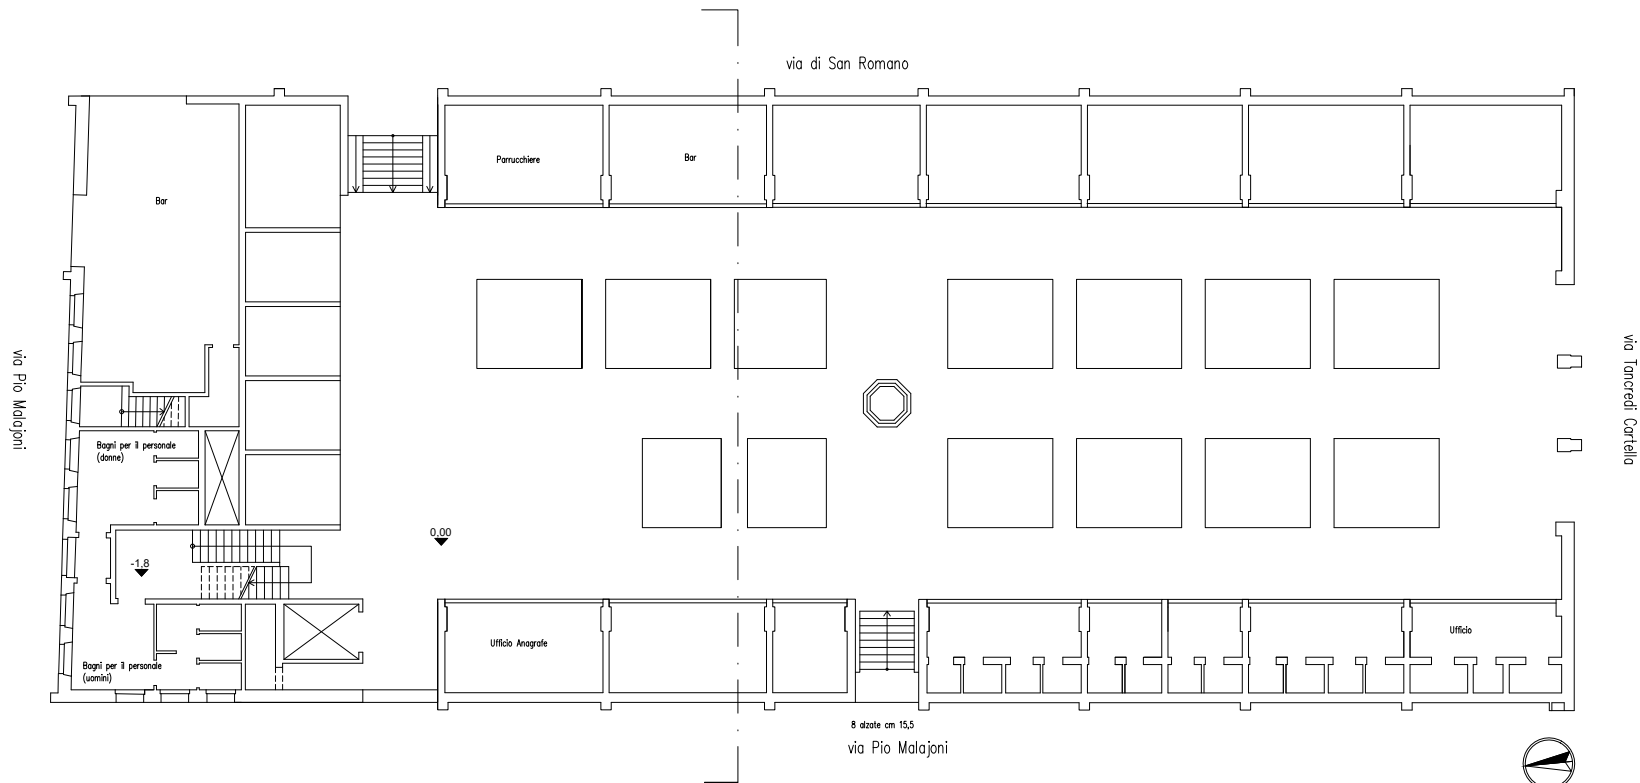 via di San Romano
Parrucchiere
Bar
Bar
via Pio Malajoni
via Tancredi Cartella
Bagni per il personale
(donne)
0,00
-1,8
Ufficio Anagrafe
Ufficio
Bagni per il personale
(uomini)
8 alzate cm 15,5
via Pio Malajoni